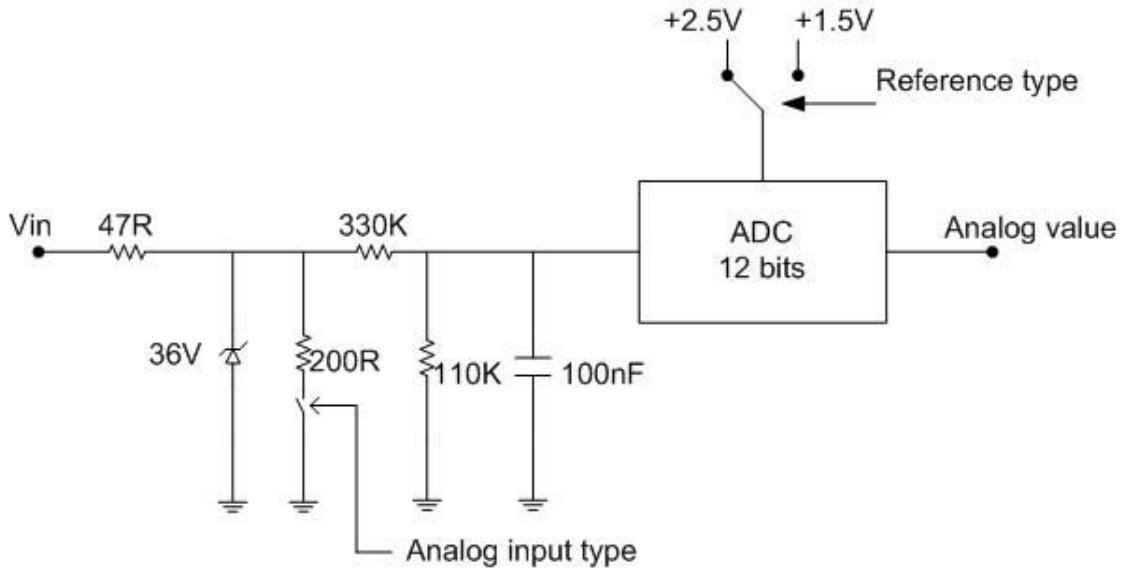 +2.5V
+1.5V
Reference type
Vin
47R
330K
ADC
12 bits
Analog value
36V
200R
110K
100nF
Analog input type